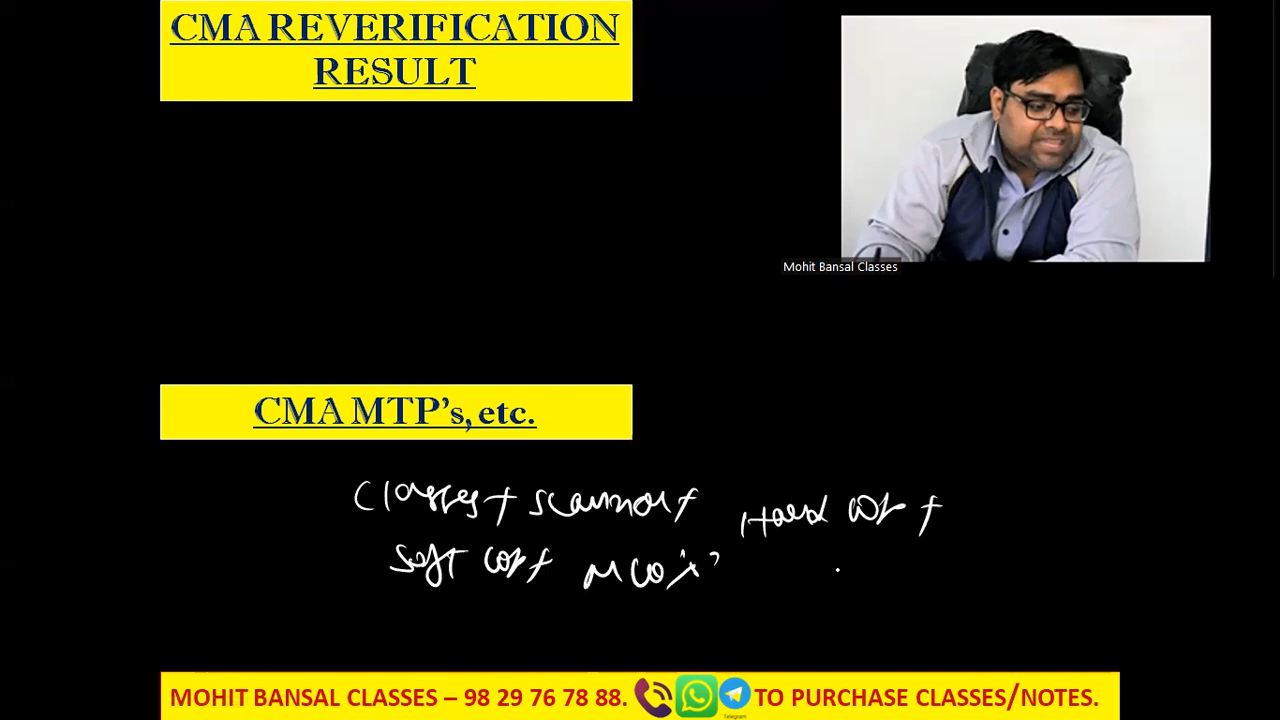 CMA REVERIFICATION
RESULT
Mohit Bansal Classes
CMA MTP's, etc.
Classes + scanner + Hard copy +
Soft copy MCQ's
MOHIT BANSAL CLASSES – 98 29 76 78 88. TO PURCHASE CLASSES/NOTES.
Telegram